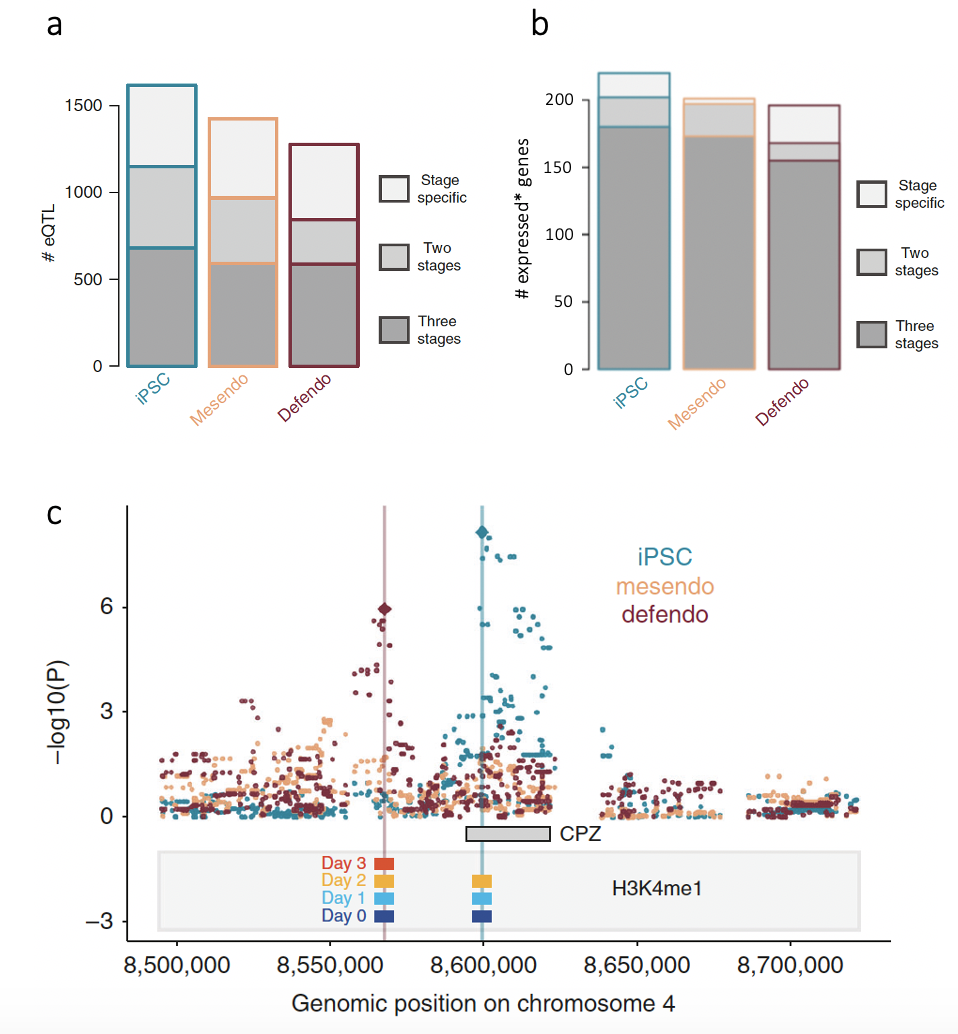 a
# eQTL
1500
1000
500
0
iPSC
Mesendo
Defendo
Stage
specific
Two
stages
Three
stages
b
# expressed* genes
200
150
100
50
0
iPSC
Mesendo
Defendo
Stage
specific
Two
stages
Three
stages
c
−log10(P)
6
3
0
−3
iPSC
mesendo
defendo
CPZ
Day 3
Day 2
Day 1
Day 0
H3K4me1
8,500,000
8,550,000
8,600,000
8,650,000
8,700,000
Genomic position on chromosome 4